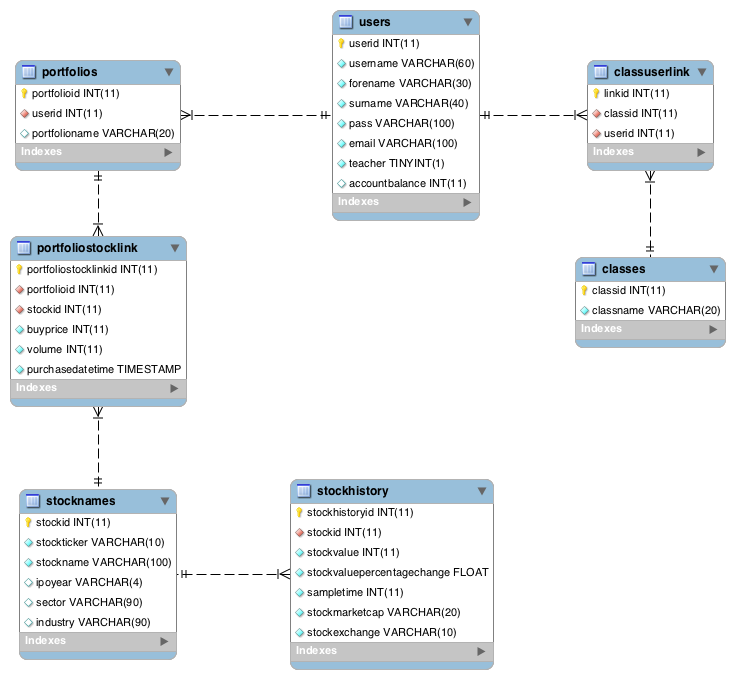 users
userid INT(11)
username VARCHAR(60)
forename VARCHAR(30)
surname VARCHAR(40)
pass VARCHAR(100)
email VARCHAR(100)
teacher TINYINT(1)
accountbalance INT(11)
Indexes
portfolios
portfolioid INT(11)
userid INT(11)
portfolioname VARCHAR(20)
Indexes
classuserlink
linkid INT(11)
classid INT(11)
userid INT(11)
Indexes
portfoliostocklink
portfoliostocklinkid INT(11)
portfolioid INT(11)
stockid INT(11)
buyprice INT(11)
volume INT(11)
purchasedatetime TIMESTAMP
Indexes
classes
classid INT(11)
classname VARCHAR(20)
Indexes
stocknames
stockid INT(11)
stockticker VARCHAR(10)
stockname VARCHAR(100)
ipoyear VARCHAR(4)
sector VARCHAR(90)
industry VARCHAR(90)
Indexes
stockhistory
stockhistoryid INT(11)
stockid INT(11)
stockvalue INT(11)
stockvaluepercentagechange FLOAT
sampletime INT(11)
stockmarketcap VARCHAR(20)
stockexchange VARCHAR(10)
Indexes